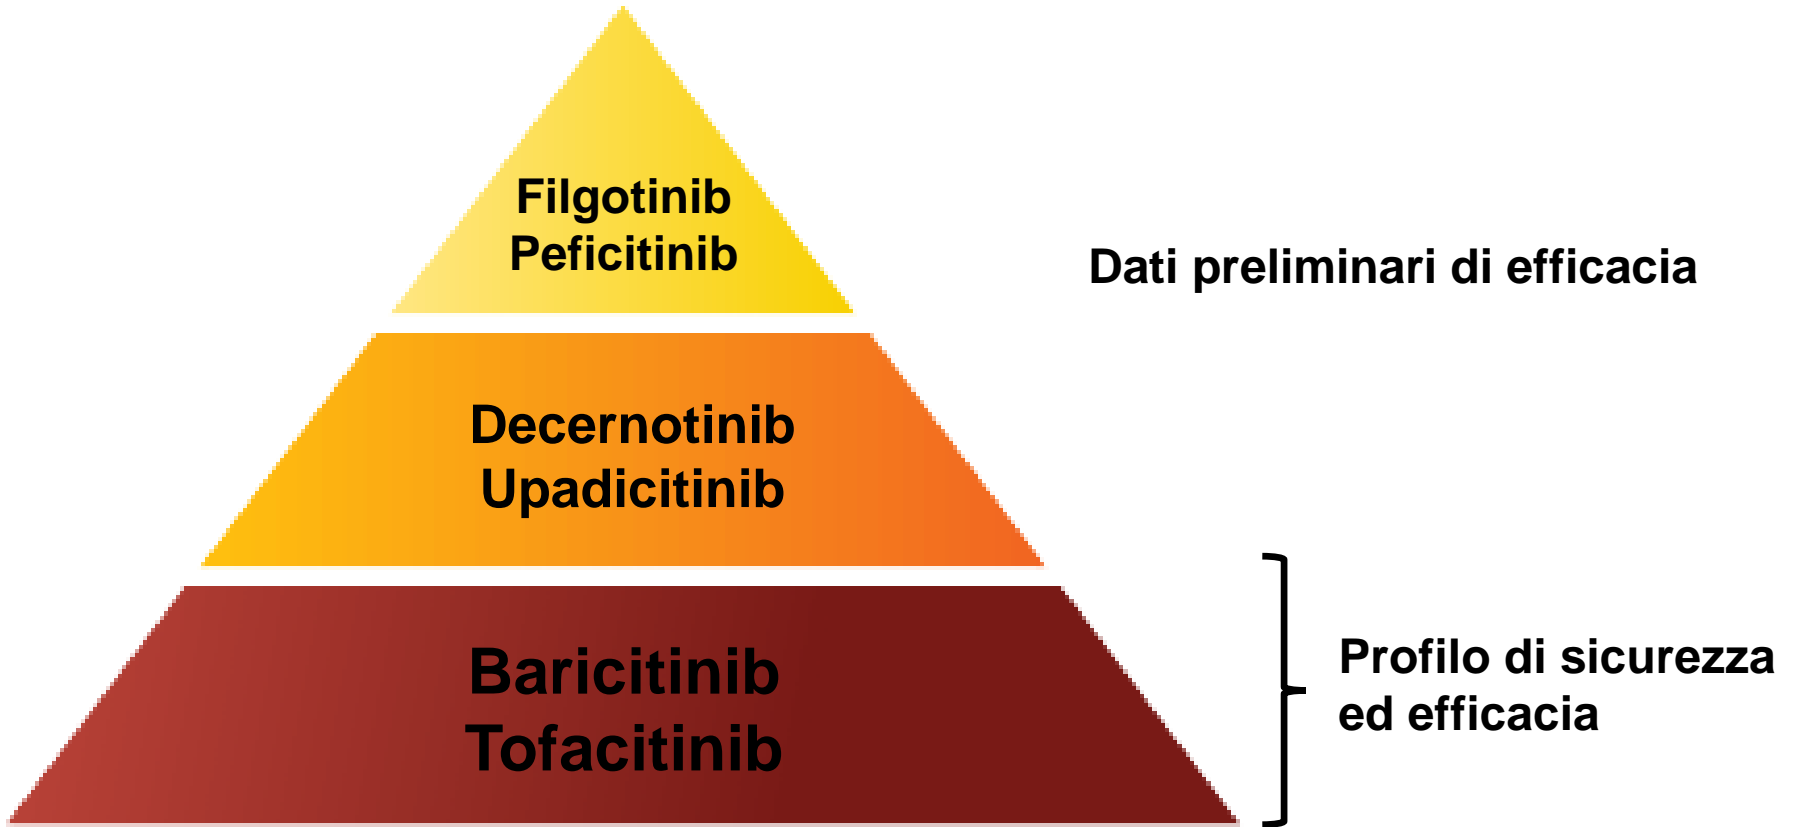 Filgotinib
Peficitinib
Dati preliminari di efficacia
Decernotinib
Upadicitinib
Baricitinib
Tofacitinib
Profilo di sicurezza
ed efficacia